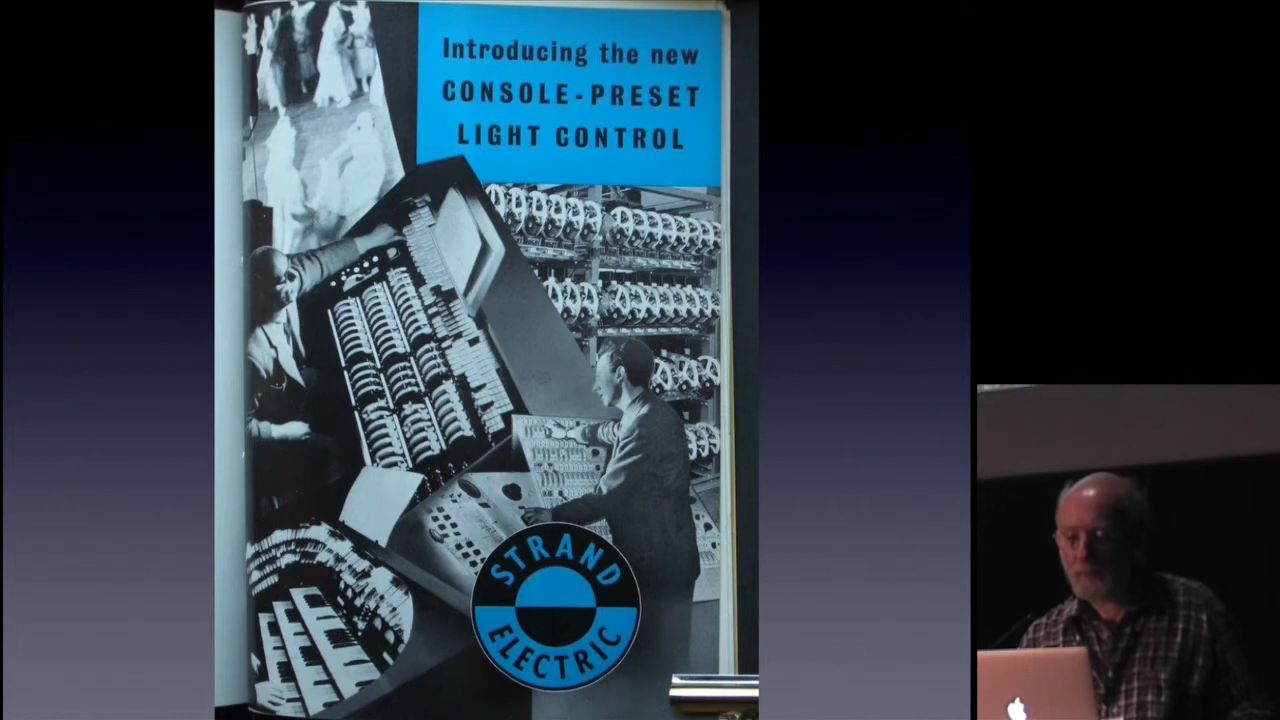 Introducing the new
CONSOLE-PRESET
LIGHT CONTROL
STRAND
ELECTRIC